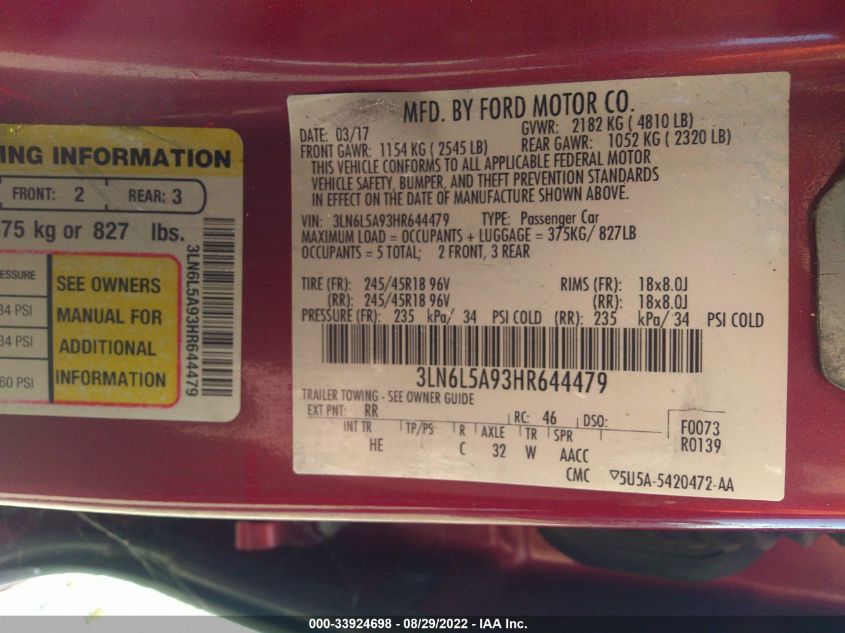 MFD. BY FORD MOTOR CO.
DATE: 03/17 GVWR: 2182 KG ( 4810 LB)
FRONT GAWR: 1154 KG ( 2545 LB) REAR GAWR: 1052 KG ( 2320 LB)
THIS VEHICLE CONFORMS TO ALL APPLICABLE FEDERAL MOTOR
VEHICLE SAFETY, BUMPER, AND THEFT PREVENTION STANDARDS
IN EFFECT ON THE DATE OF MANUFACTURE SHOWN ABOVE.
VIN: 3LN6L5A93HR644479 TYPE: Passenger Car
MAXIMUM LOAD = OCCUPANTS + LUGGAGE = 375KG/ 827LB
OCCUPANTS = 5 TOTAL; 2 FRONT, 3 REAR
TIRE (FR): 245/45R18 96V RIMS (FR): 18x8.0J
(RR): 245/45R18 96V (RR): 18x8.0J
PRESSURE (FR): 235 kPa/ 34 PSI COLD (RR): 235 kPa/ 34 PSI COLD
3LN6L5A93HR644479
TRAILER TOWING - SEE OWNER GUIDE
EXT PNT: RR RC: 46 DSO:
INT TR TP/PS R AXLE TR SPR
HE C 32 W AACC
CMC
F0073
R0139
▽5U5A-5420472-AA
ING INFORMATION
FRONT: 2 REAR: 3
75 kg or 827 lbs.
PRESSURE
34 PSI
34 PSI
60 PSI
SEE OWNERS
MANUAL FOR
ADDITIONAL
INFORMATION
3LN6L5A93HR644479
000-33924698 - 08/29/2022 - IAA Inc.